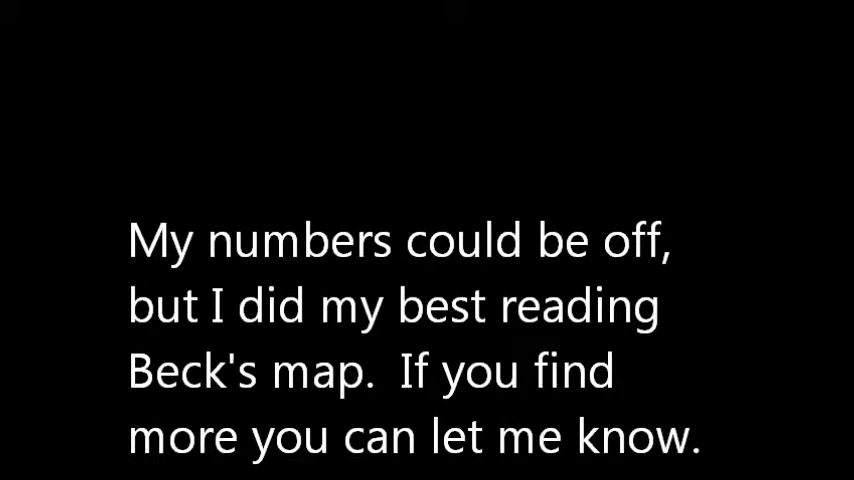 My numbers could be off,
but I did my best reading
Beck's map.  If you find
more you can let me know.